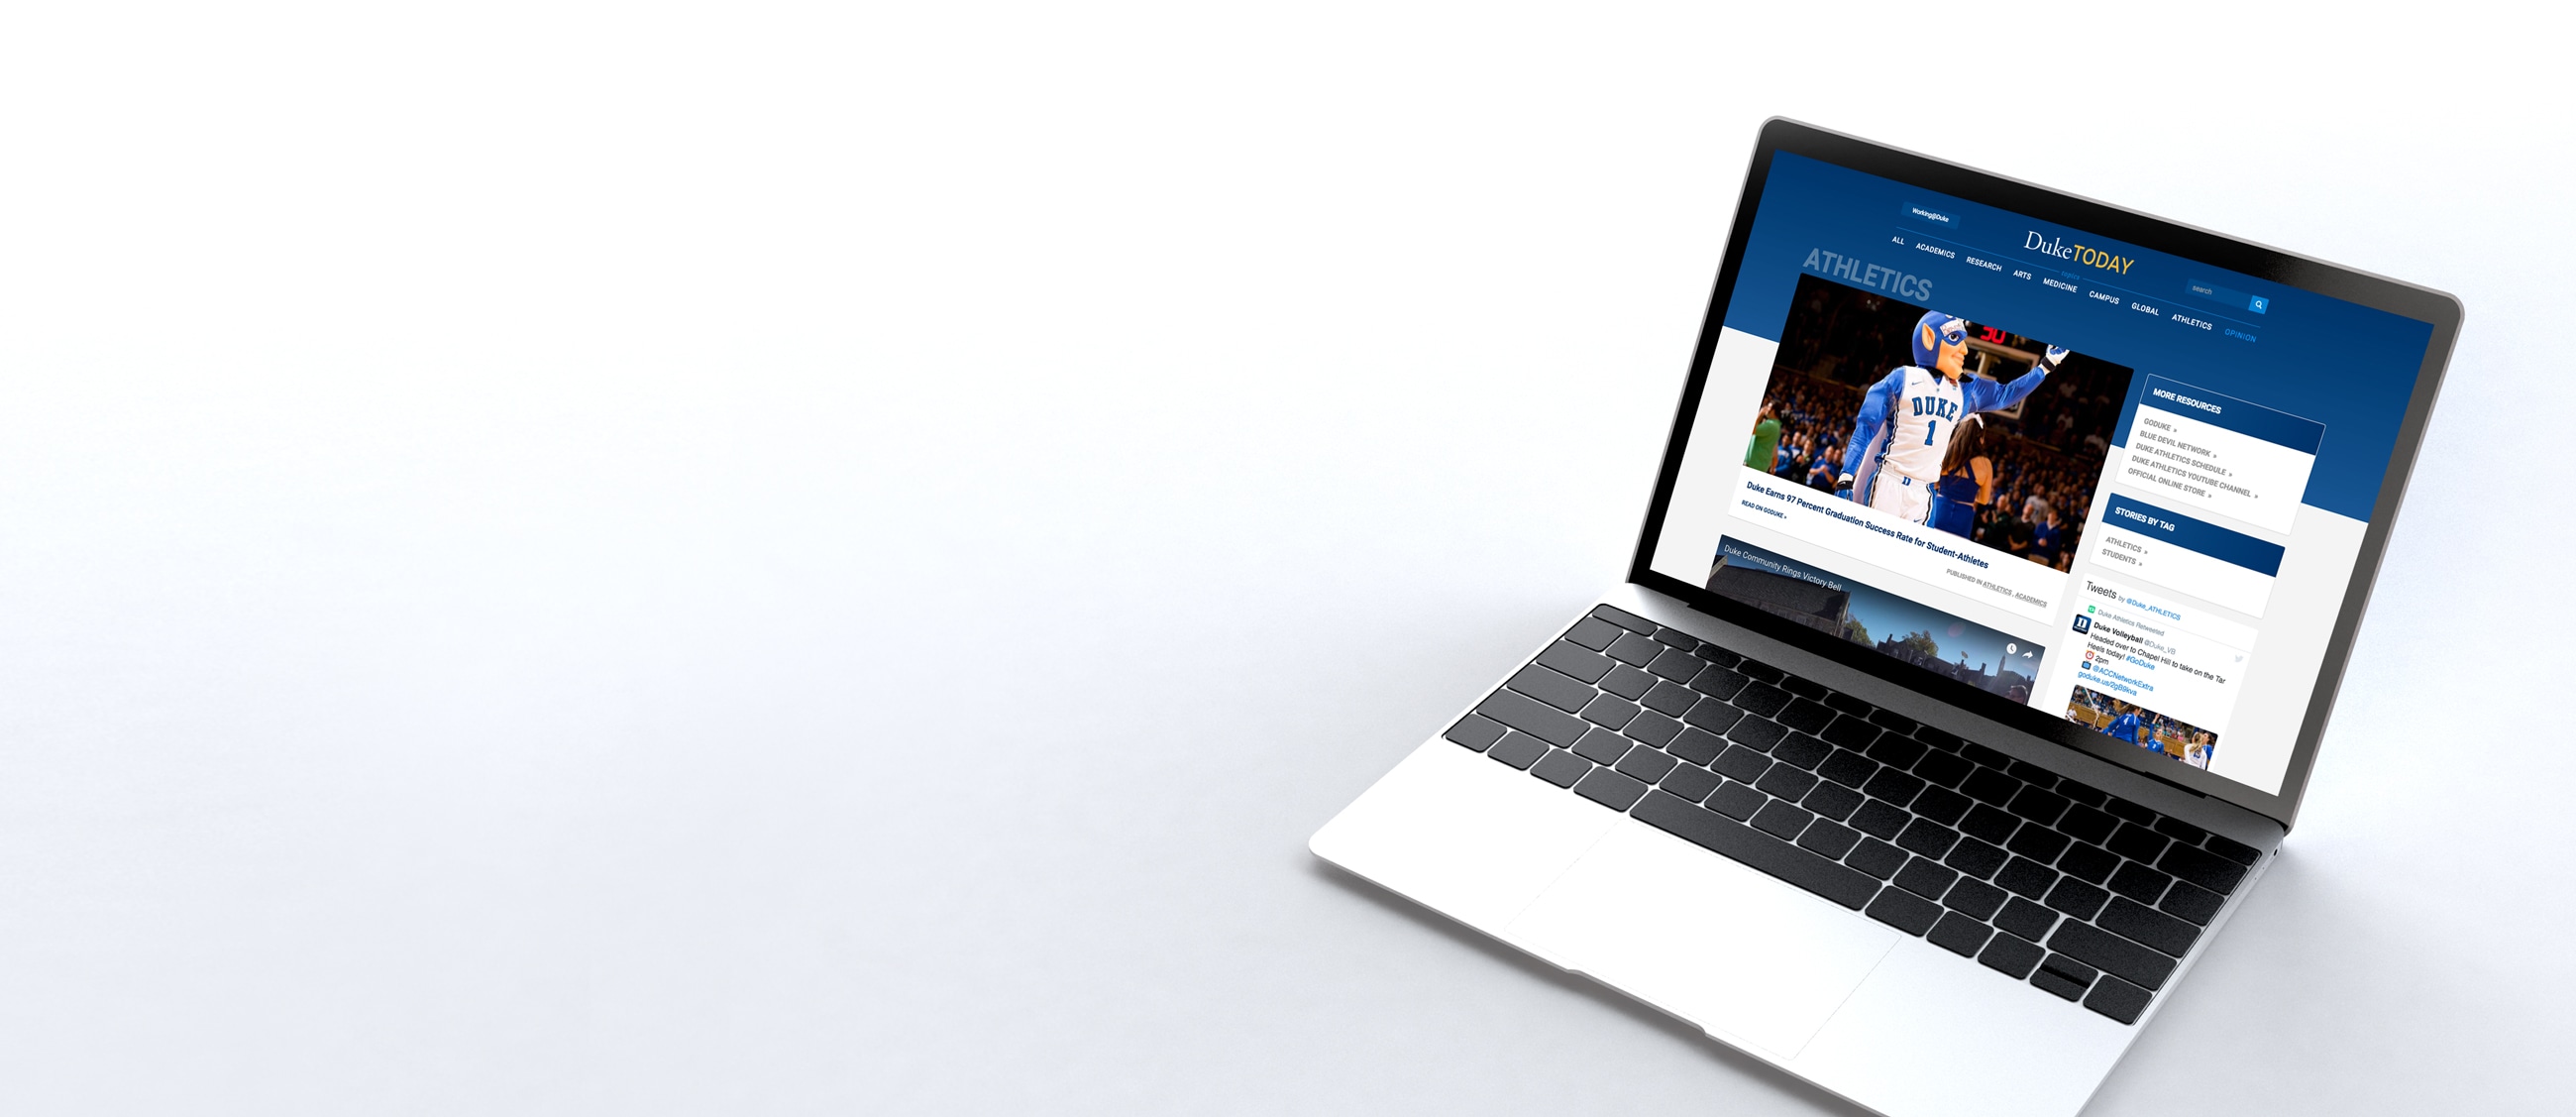 Working@Duke
DukeTODAY
search
ALL ACADEMICS RESEARCH ARTS MEDICINE CAMPUS GLOBAL ATHLETICS OPINION
ATHLETICS
30
DUKE
1
Duke Earns 97 Percent Graduation Success Rate for Student-Athletes
READ ON GODUKE »
PUBLISHED IN ATHLETICS , ACADEMICS
Duke Community Rings Victory Bell
MORE RESOURCES
GODUKE »
BLUE DEVIL NETWORK »
DUKE ATHLETICS SCHEDULE »
DUKE ATHLETICS YOUTUBE CHANNEL »
OFFICIAL ONLINE STORE »
STORIES BY TAG
ATHLETICS »
STUDENTS »
Tweets by @Duke_ATHLETICS
Duke Athletics Retweeted
Duke Volleyball @Duke_VB
Headed over to Chapel Hill to take on the Tar
Heels today! #GoDuke
2pm
@ACCNetworkExtra
goduke.us/2gB9kva